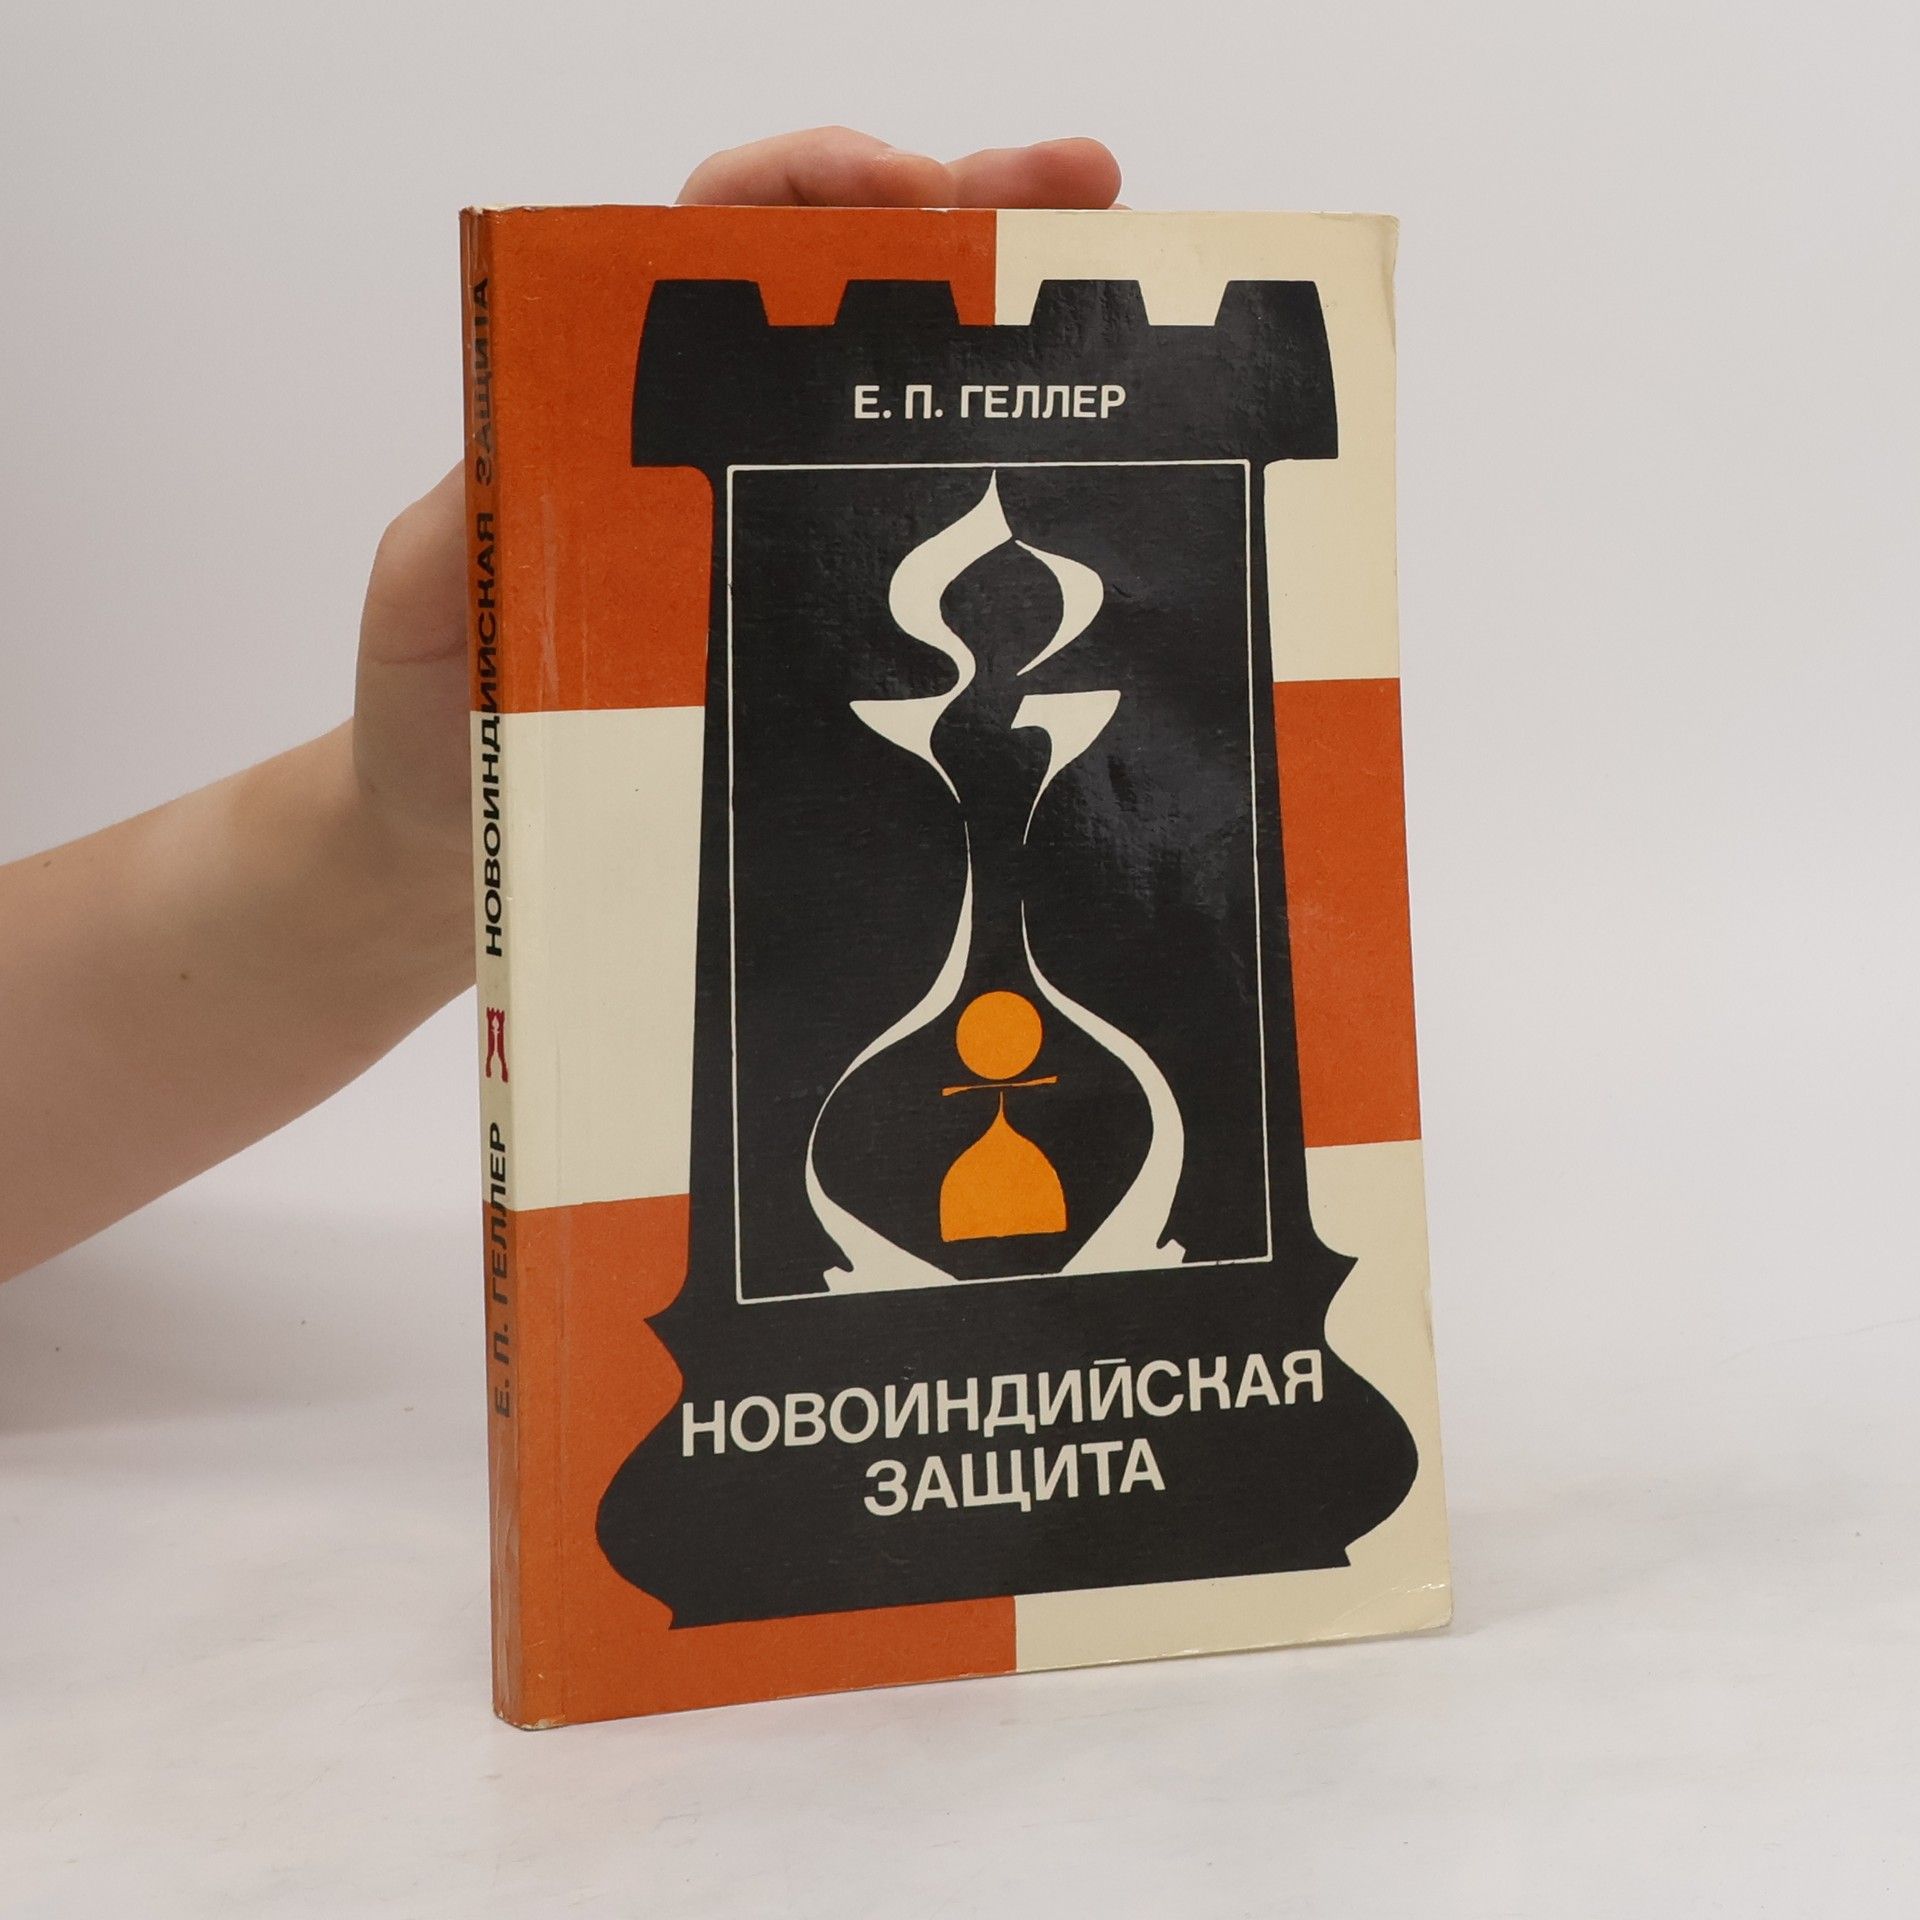 Е. П. ГЕЛЛЕР
НОВОИНДИЙСКАЯ
ЗАЩИТА
Е. П. ГЕЛЛЕР НОВОИНДИЙСКАЯ ЗАЩИТА